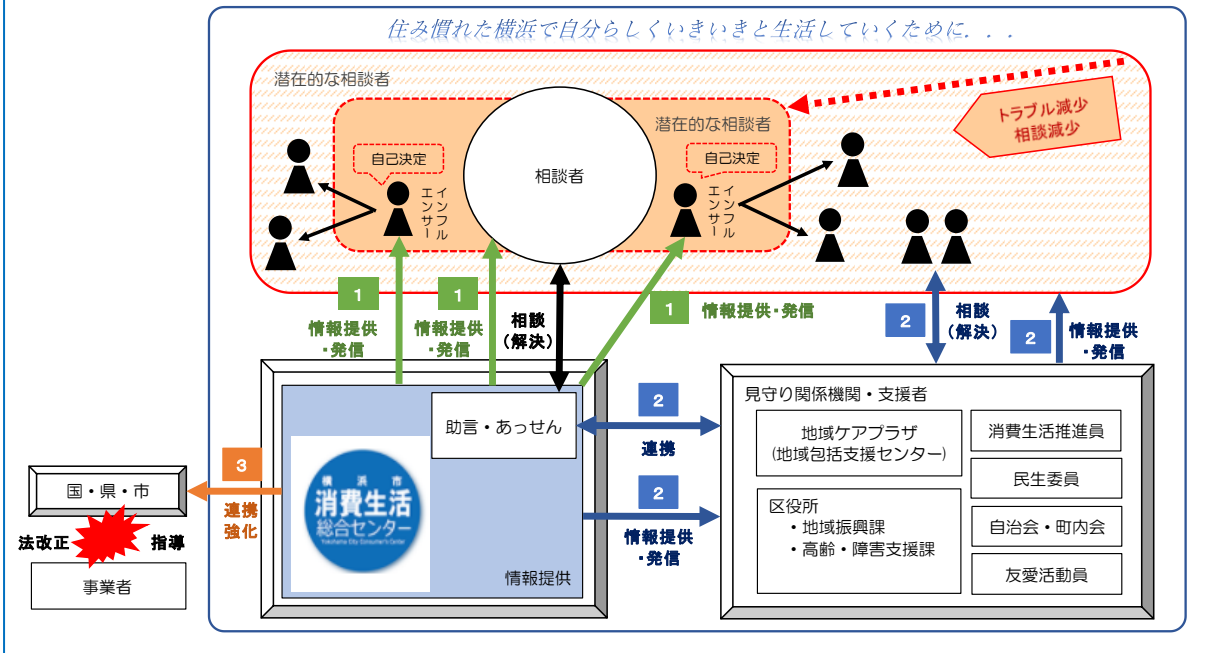 住み慣れた横浜で自分らしくいきいきと生活していくために...
潜在的な相談者
トラブル減少
相談減少
潜在的な相談者
自己決定
インフル
エンサー
相談者
自己決定
インフル
エンサー
1
情報提供
・発信
1
情報提供
・発信
相談
(解決)
1
情報提供・発信
2
相談
(解決)
2
情報提供
・発信
助言・あっせん
横浜市
消費生活
総合センター
Yokohama City Consumer's Center
情報提供
2
連携
2
情報提供
・発信
見守り関係機関・支援者
地域ケアプラザ
(地域包括支援センター)
区役所
・地域振興課
・高齢・障害支援課
消費生活推進員
民生委員
自治会・町内会
友愛活動員
3
連携
強化
国・県・市
法改正
指導
事業者